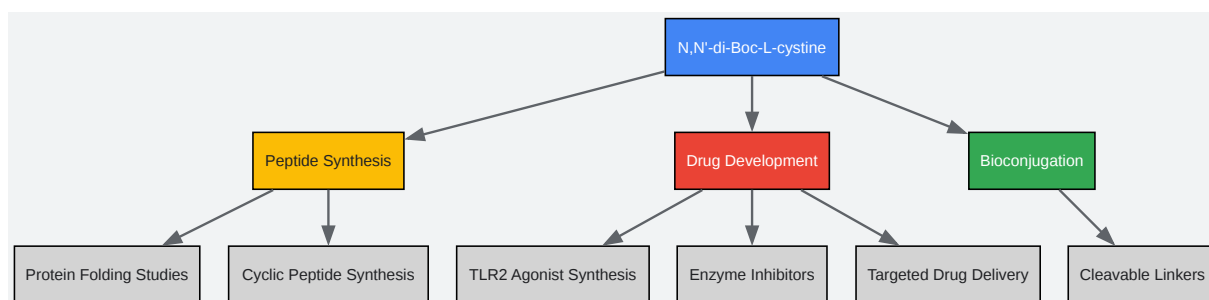 N,N'-di-Boc-L-cystine
Peptide Synthesis
Drug Development
Bioconjugation
Protein Folding Studies
Cyclic Peptide Synthesis
TLR2 Agonist Synthesis
Enzyme Inhibitors
Targeted Drug Delivery
Cleavable Linkers